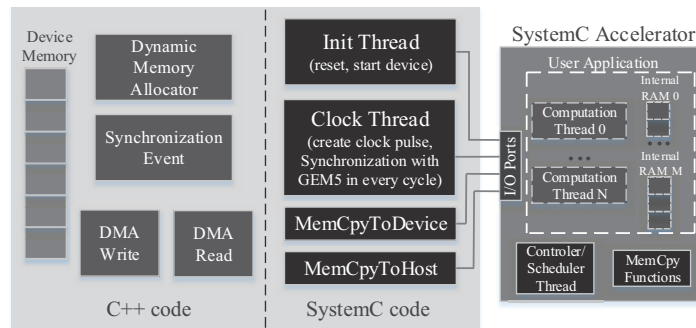 Device
Memory
Dynamic
Memory
Allocator
Synchronization
Event
DMA
Write
DMA
Read
C++ code
Init Thread
(reset, start device)
Clock Thread
(create clock pulse,
Synchronization with
GEM5 in every cycle)
MemCpyToDevice
MemCpyToHost
SystemC code
SystemC Accelerator
I/O Ports
User Application
Computation
Thread 0
...
Computation
Thread N
Internal
RAM 0
...
Internal
RAM M
Controler/
Scheduler
Thread
MemCpy
Functions